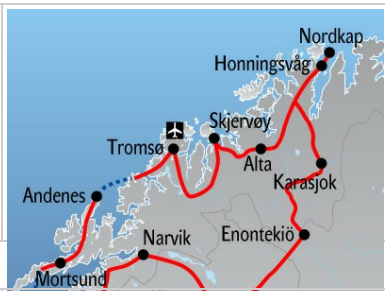 Nordkap
Honningsvåg
Skjervøy
Tromsø
Alta
Karasjok
Andenes
Narvik
Enontekiö
Mortsund